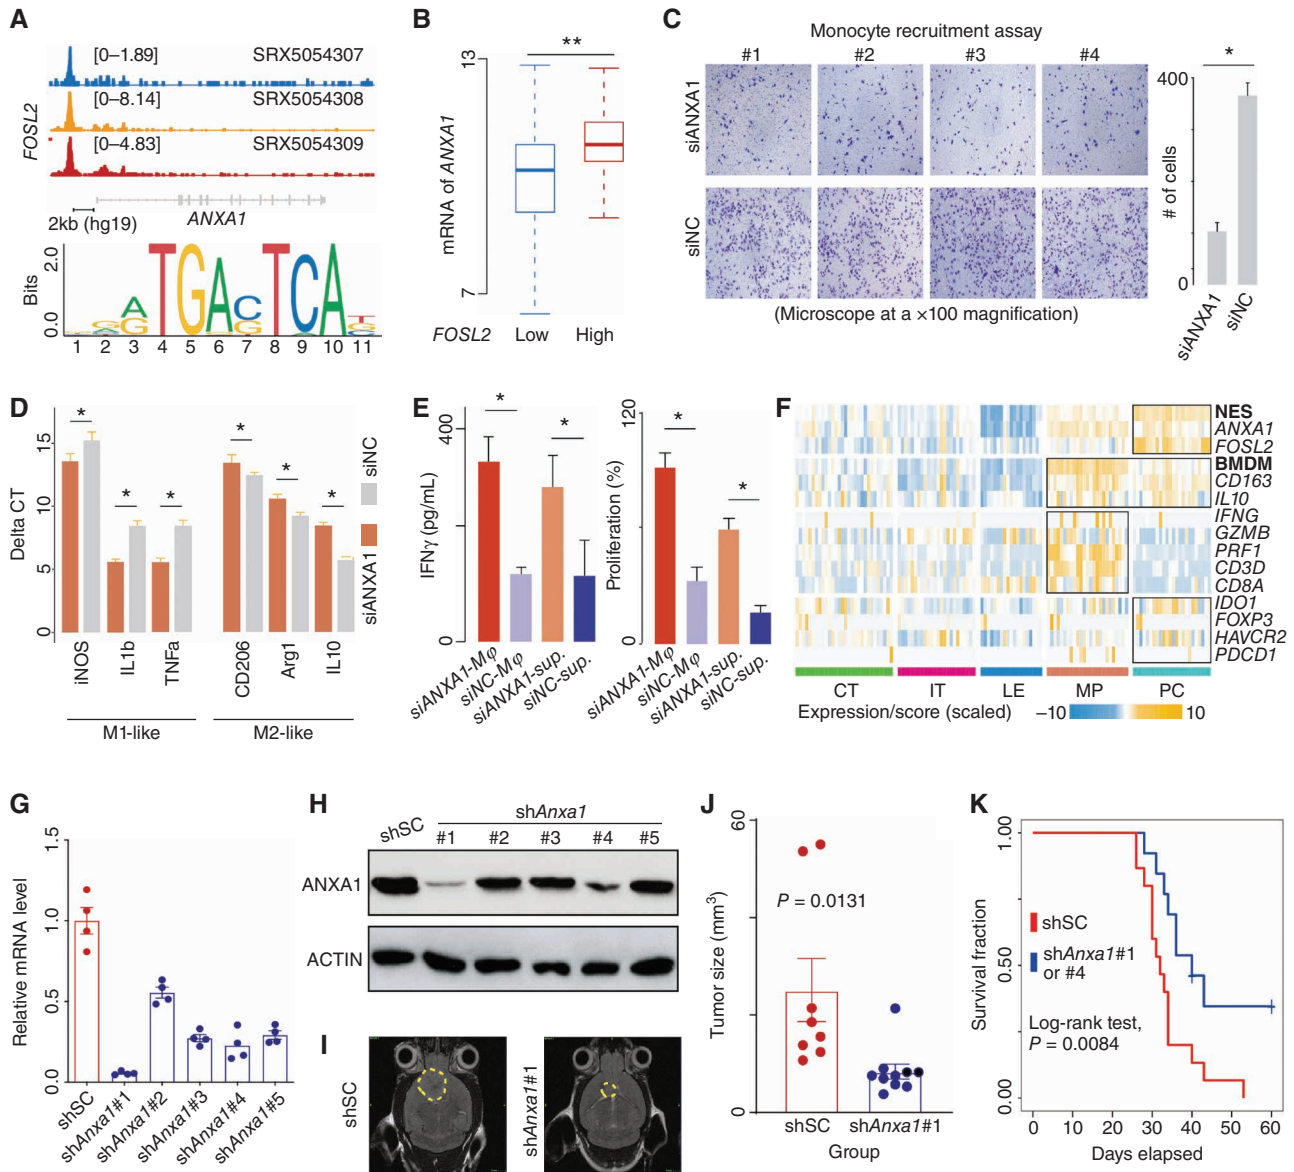 A
[0–1.89] SRX5054307
[0–8.14] SRX5054308
[0–4.83] SRX5054309
FOSL2
2kb (hg19) ANXA1
Bits
2.0
0.0
TGA TCA
1 2 3 4 5 6 7 8 9 10 11
B
**
13
7
mRNA of ANXA1
FOSL2 Low High
C
Monocyte recruitment assay
#1 #2 #3 #4
siANXA1
siNC
(Microscope at a ×100 magnification)
*
400
0
# of cells
siANXA1
siNC
D
Delta CT
15
10
5
0
* * * * * *
siNC
siANXA1
iNOS IL1b TNFa CD206 Arg1 IL10
M1-like M2-like
E
400
0
IFNγ (pg/mL)
* *
siANXA1-Mφ
siNC-Mφ
siANXA1-sup.
siNC-sup.
120
0
Proliferation (%)
* *
siANXA1-Mφ
siNC-Mφ
siANXA1-sup.
siNC-sup.
F
NES
ANXA1
FOSL2
BMDM
CD163
IL10
IFNG
GZMB
PRF1
CD3D
CD8A
IDO1
FOXP3
HAVCR2
PDCD1
CT IT LE MP PC
Expression/score (scaled) –10 10
G
Relative mRNA level
1.5
1.0
0.5
0.0
shSC
shAnxa1#1
shAnxa1#2
shAnxa1#3
shAnxa1#4
shAnxa1#5
H
shAnxa1
shSC #1 #2 #3 #4 #5
ANXA1
ACTIN
I
shSC
shAnxa1#1
J
60
0
Tumor size (mm³)
P = 0.0131
shSC shAnxa1#1
Group
K
1.00
0.50
0.00
Survival fraction
shSC
shAnxa1#1
or #4
Log-rank test,
P = 0.0084
0 10 20 30 40 50 60
Days elapsed